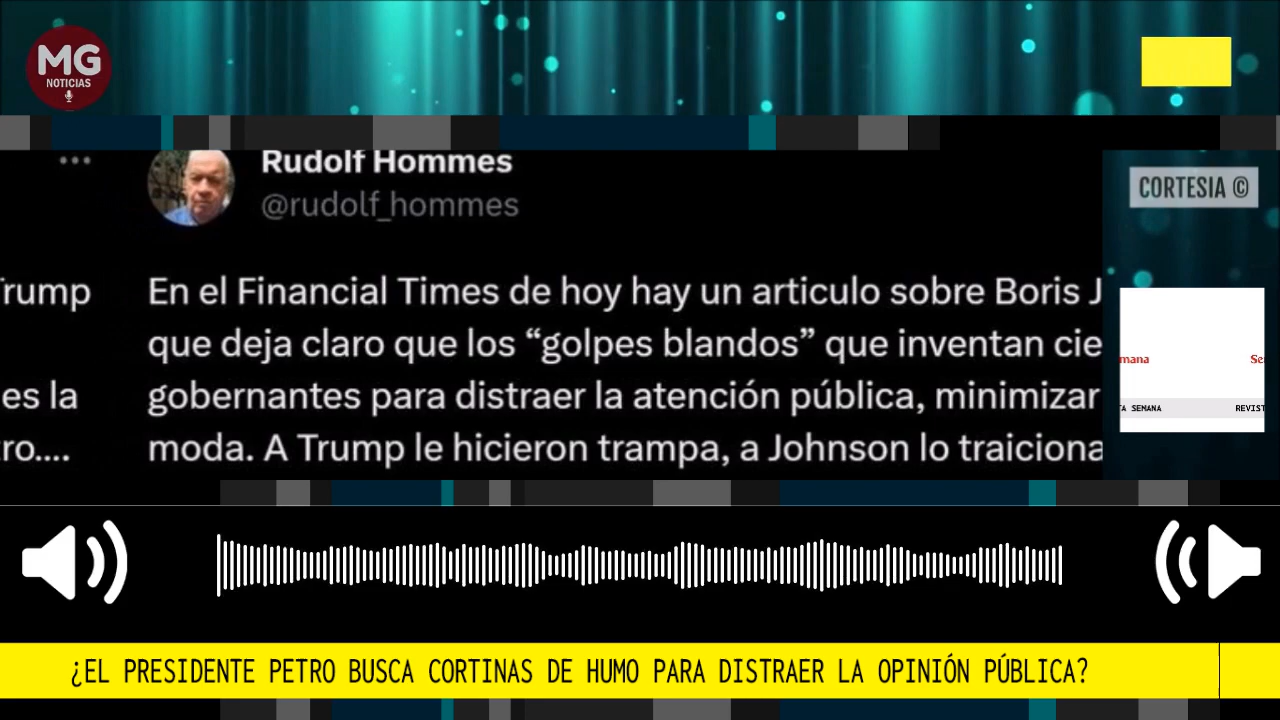 MG
NOTICIAS
CORTESIA ©
Rudolf Hommes
@rudolf_hommes
Trump
En el Financial Times de hoy hay un articulo sobre Boris J
que deja claro que los “golpes blandos” que inventan cie
es la
gobernantes para distraer la atención pública, minimizar
tro....
moda. A Trump le hicieron trampa, a Johnson lo traiciona
mana
Se
TA SEMANA
REVIST
¿EL PRESIDENTE PETRO BUSCA CORTINAS DE HUMO PARA DISTRAER LA OPINIÓN PÚBLICA?